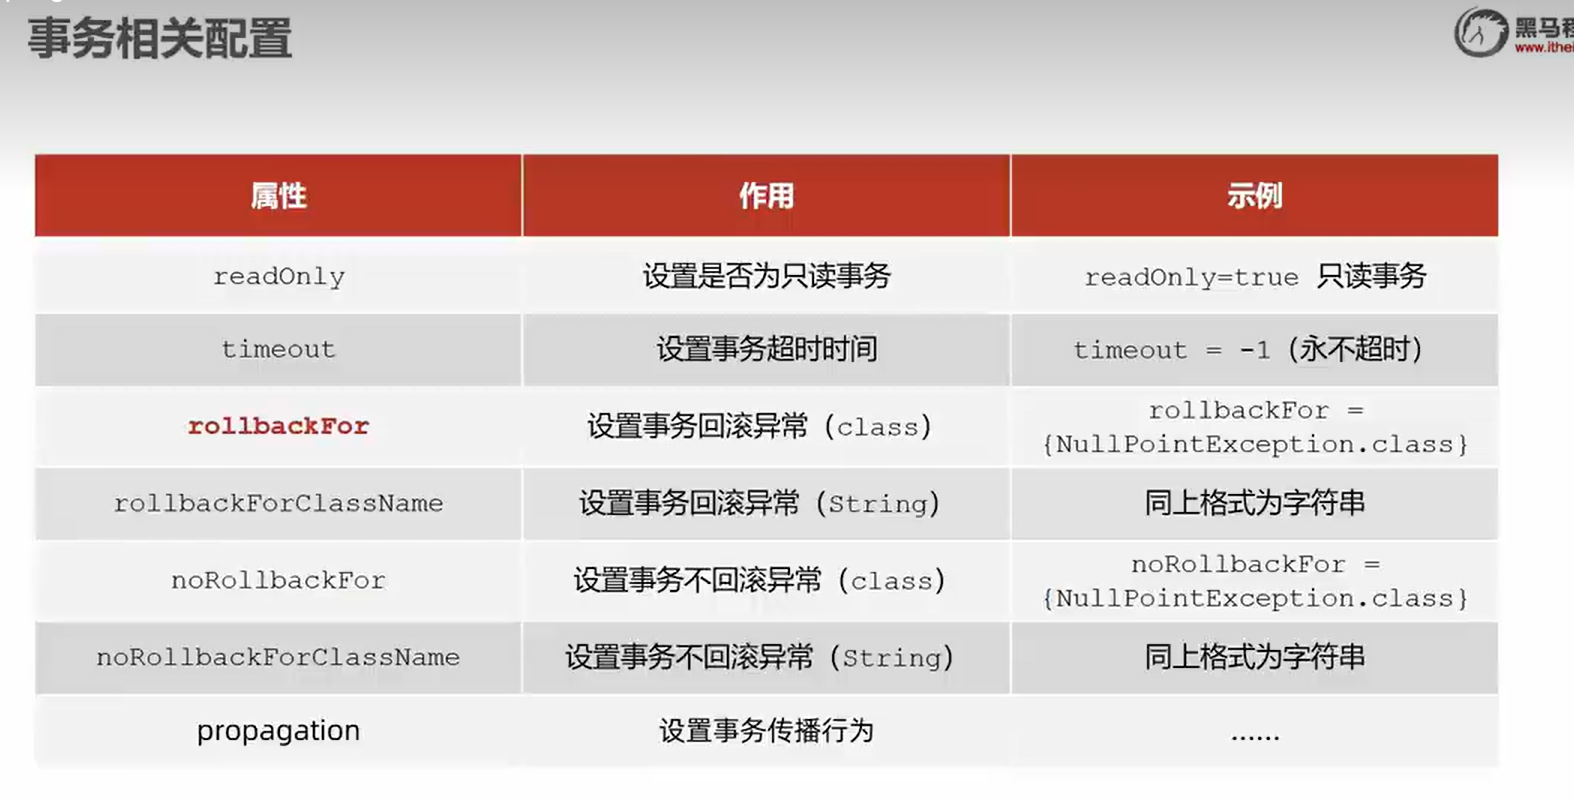 事务相关配置
黑马程
www.ithei
属性 作用 示例
readOnly 设置是否为只读事务 readOnly=true 只读事务
timeout 设置事务超时时间 timeout = -1（永不超时）
rollbackFor 设置事务回滚异常（class） rollbackFor =
{NullPointException.class}
rollbackForClassName 设置事务回滚异常（String） 同上格式为字符串
noRollbackFor 设置事务不回滚异常（class） noRollbackFor =
{NullPointException.class}
noRollbackForClassName 设置事务不回滚异常（String） 同上格式为字符串
propagation 设置事务传播行为 ……